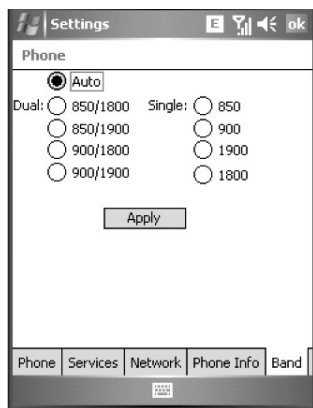 Settings E ok
Phone
Auto
Dual: 850/1800 Single: 850
850/1900 900
900/1800 1900
900/1900 1800
Apply
Phone Services Network Phone Info Band